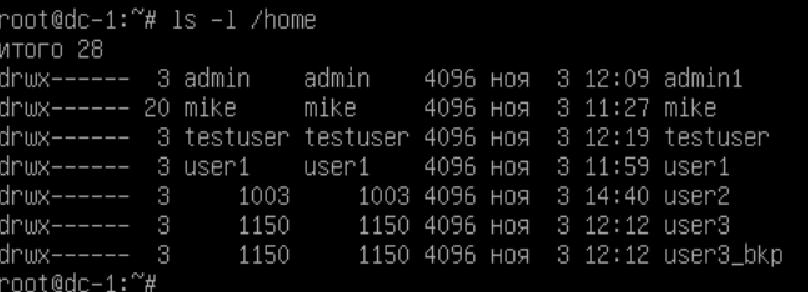 root@dc-1:~# ls -l /home
итого 28
drwx------  3 admin    admin    4096 ноя  3 12:09 admin1
drwx------ 20 mike     mike     4096 ноя  3 11:27 mike
drwx------  3 testuser testuser 4096 ноя  3 12:19 testuser
drwx------  3 user1    user1    4096 ноя  3 11:59 user1
drwx------  3     1003     1003 4096 ноя  3 14:40 user2
drwx------  3     1150     1150 4096 ноя  3 12:12 user3
drwx------  3     1150     1150 4096 ноя  3 12:12 user3_bkp
root@dc-1:~#